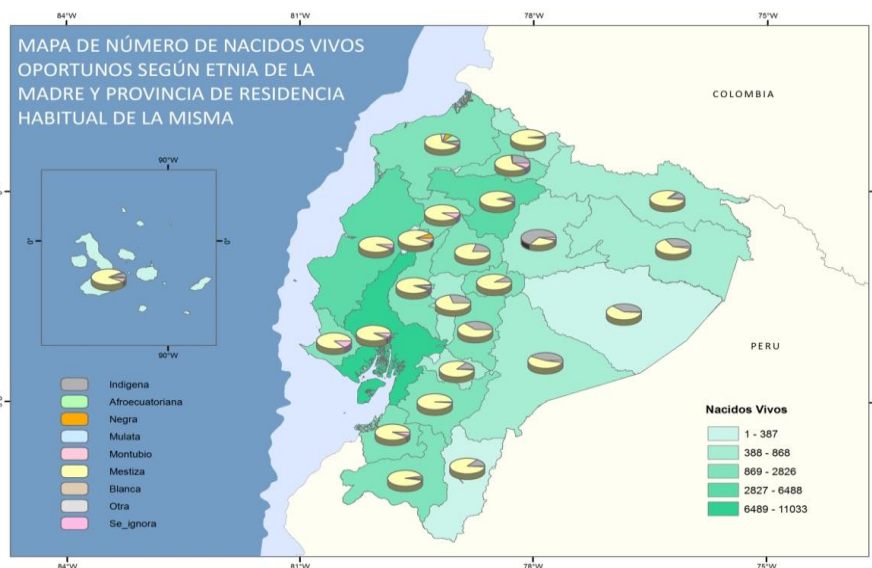 84°W
81°W
78°W
75°W
MAPA DE NÚMERO DE NACIDOS VIVOS
OPORTUNOS SEGÚN ETNIA DE LA
MADRE Y PROVINCIA DE RESIDENCIA
HABITUAL DE LA MISMA
COLOMBIA
90°W
0°
0°
90°W
PERU
Indigena
Afroecuatoriana
Negra
Mulata
Montubio
Mestiza
Blanca
Otra
Se_ignora
Nacidos Vivos
1 - 387
388 - 868
869 - 2826
2827 - 6488
6489 - 11033
84°W
81°W
78°W
75°W